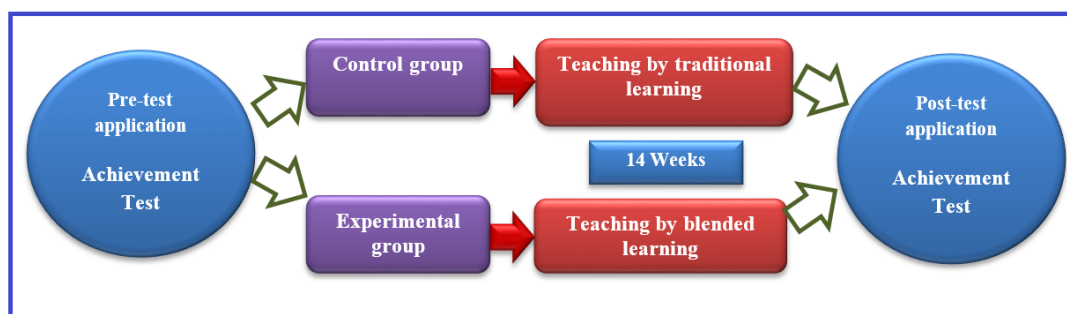 Pre-test
application
Achievement
Test
Control group
Teaching by traditional
learning
14 Weeks
Experimental
group
Teaching by blended
learning
Post-test
application
Achievement
Test